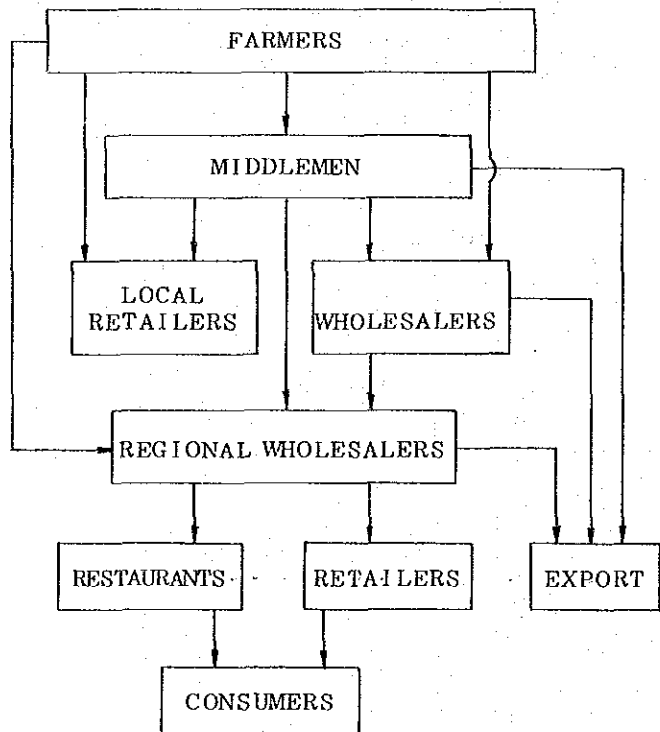 FARMERS
MIDDLEMEN
LOCAL
RETAILERS
WHOLESALERS
REGIONAL WHOLESALERS
RESTAURANTS
RETAILERS
EXPORT
CONSUMERS